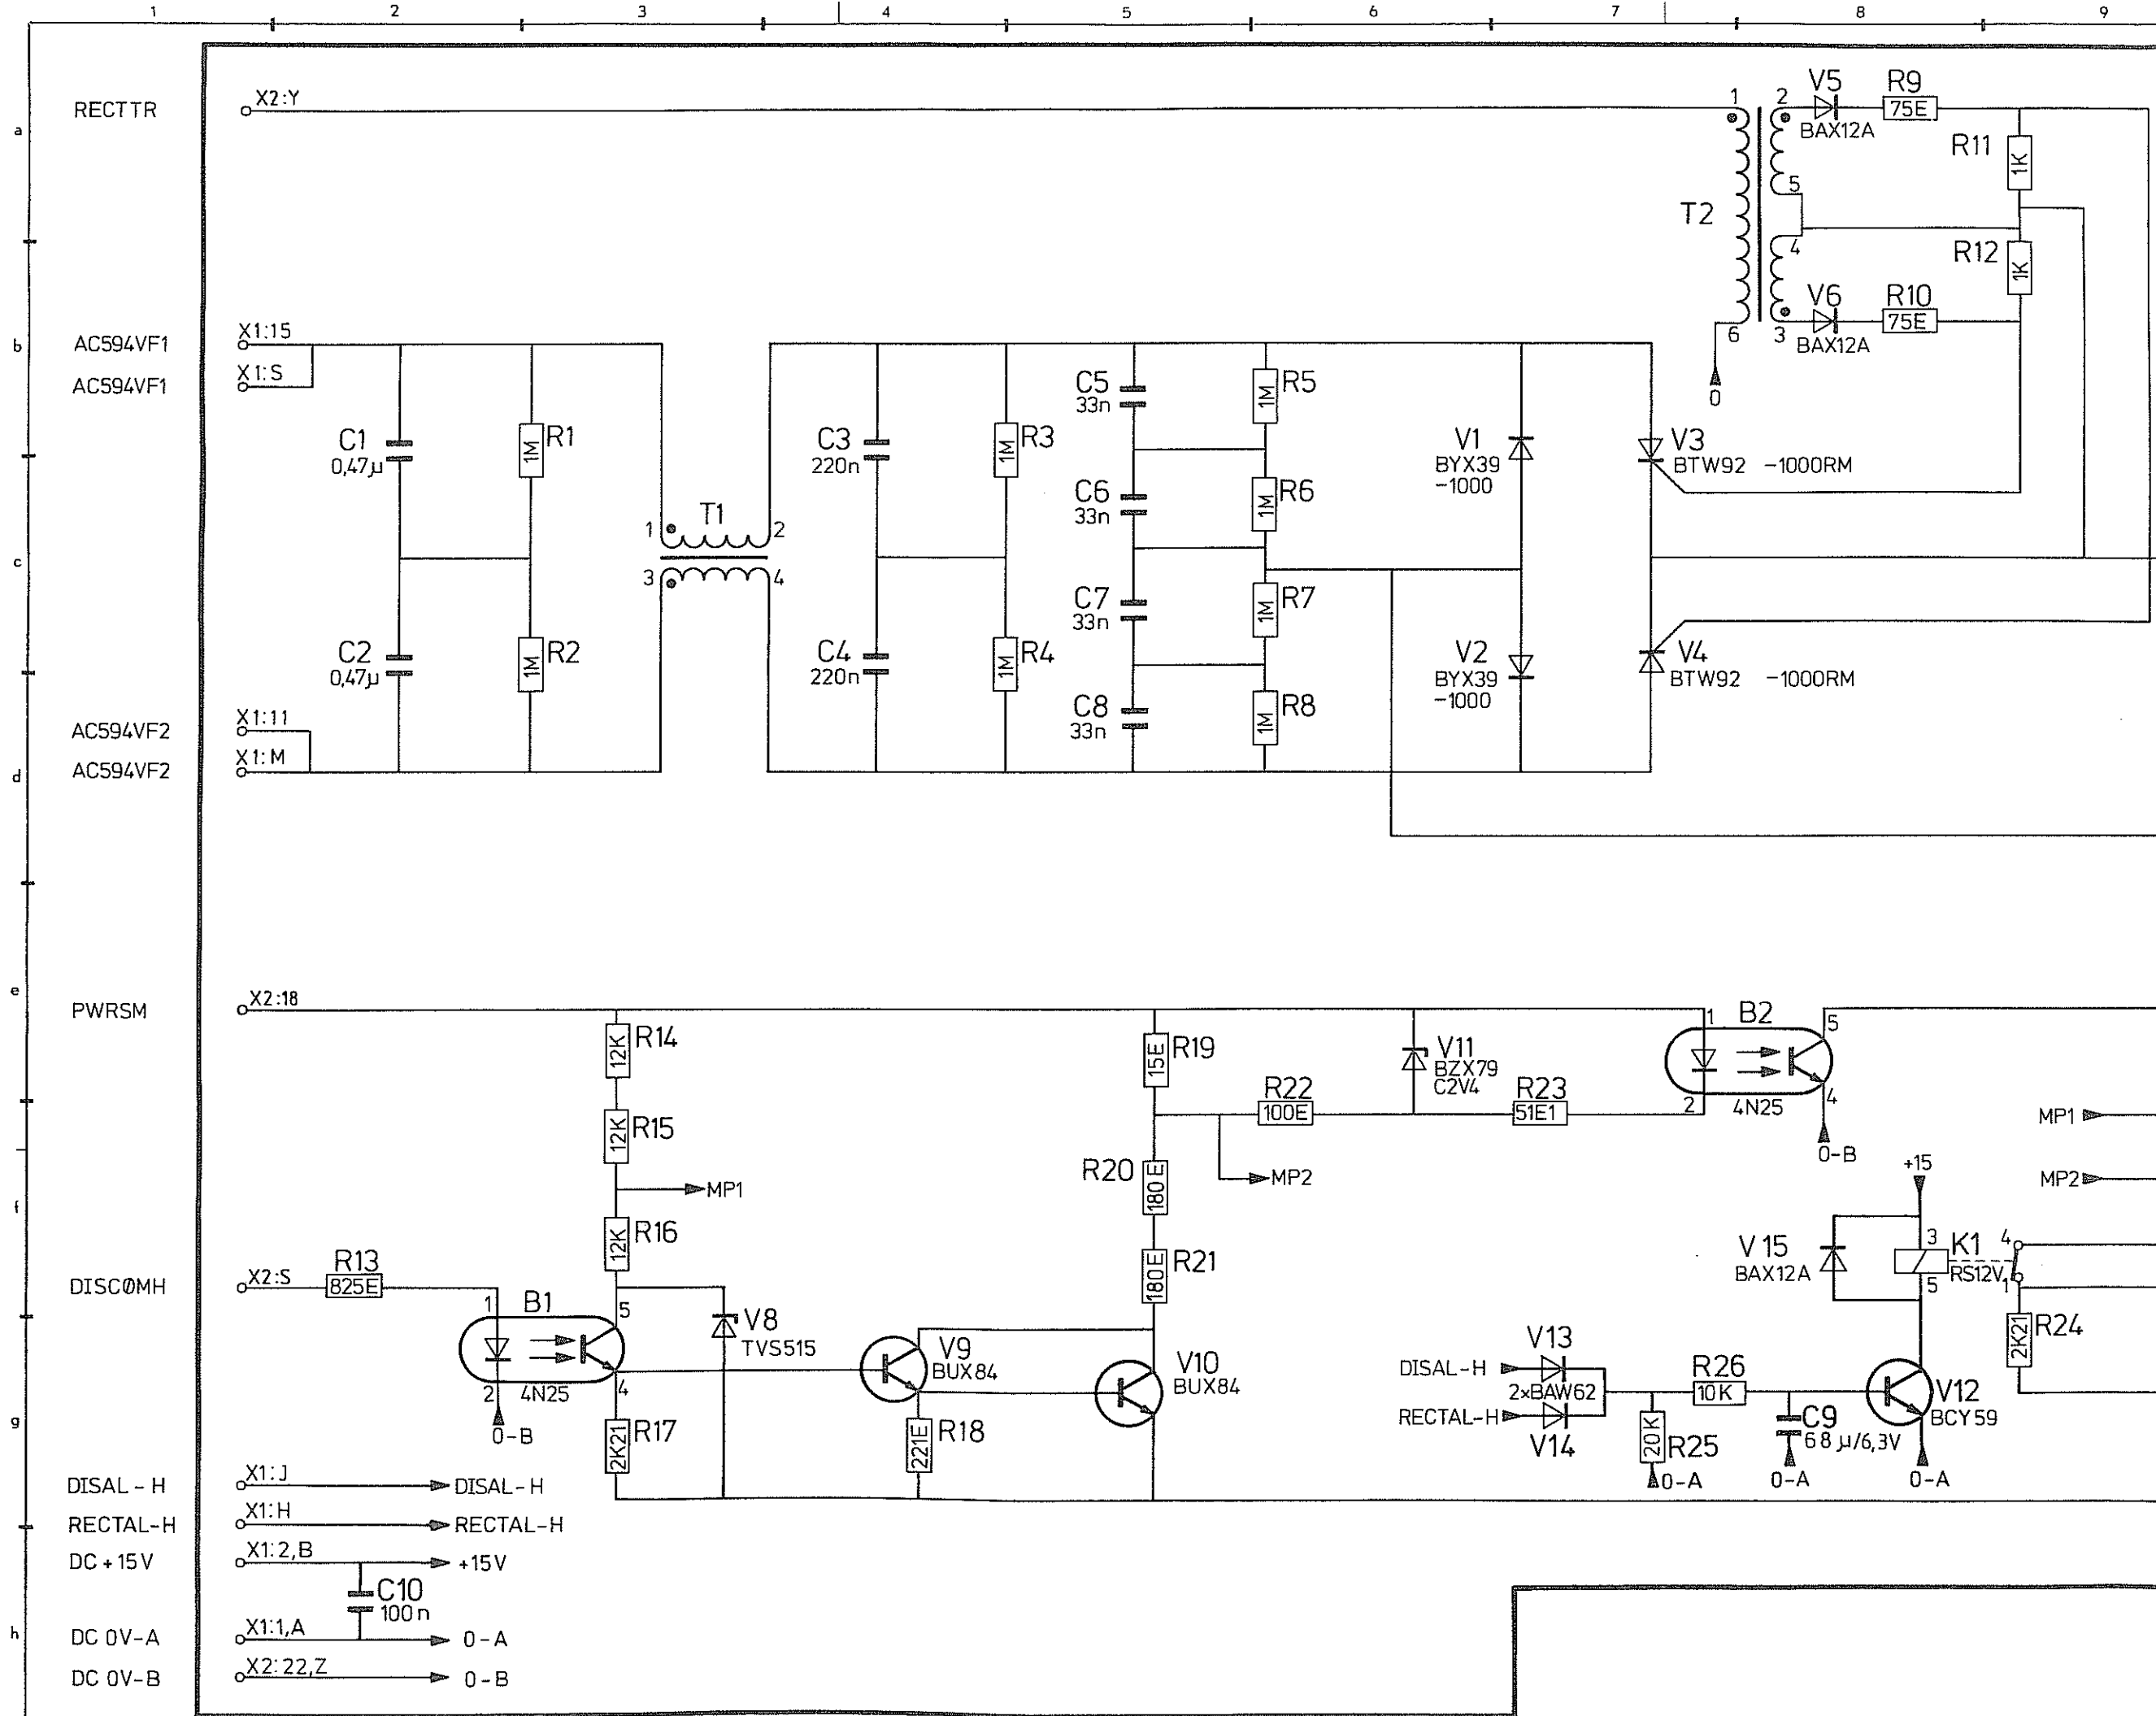 1 2 3 4 5 6 7 8 9
a
b
c
d
e
f
g
h
RECTTR X2:Y
1 2 V5 R9
75E
BAX12A
R11
1K
5
T2
4
R12
1K
V6 R10
75E
6 3 BAX12A
0
AC594VF1 X1:15
AC594VF1 X1:S
C1
0,47µ
1M R1
C3
220n
1M R3
C5
33n
1M R5
V1
BYX39
-1000
V3
BTW92 -1000RM
C6
33n
1M R6
T1
1 2
3 4
C7
33n
1M R7
C2
0,47µ
1M R2
C4
220n
1M R4
V2
BYX39
-1000
V4
BTW92 -1000RM
C8
33n
1M R8
AC594VF2 X1:11
AC594VF2 X1:M
PWRSM X2:18
12K R14
15E R19
V11
BZX79
C2V4
1 B2 5
2 4N25 4
0-B
R22
100E
R23
51E1
12K R15
MP1
MP1
R20
180E
MP2
MP2
+15
12K R16
R21
180E
V15
BAX12A
3 K1 4
RS12V
5 1
R24
2K21
DISCØMH X2:S
R13
825E
1 B1 5
2 4N25 4
0-B
V8
TVS515
V9
BUX84
V10
BUX84
V13
DISAL-H
2xBAW62
RECTAL-H
V14
R26
10K
V12
BCY59
C9
68µ/6,3V
20K R25
0-A
0-A
0-A
2K21 R17
221E R18
DISAL-H X1:J DISAL-H
RECTAL-H X1:H RECTAL-H
DC +15V X1:2,B +15V
C10
100n
DC 0V-A X1:1,A 0-A
DC 0V-B X2:22,Z 0-B